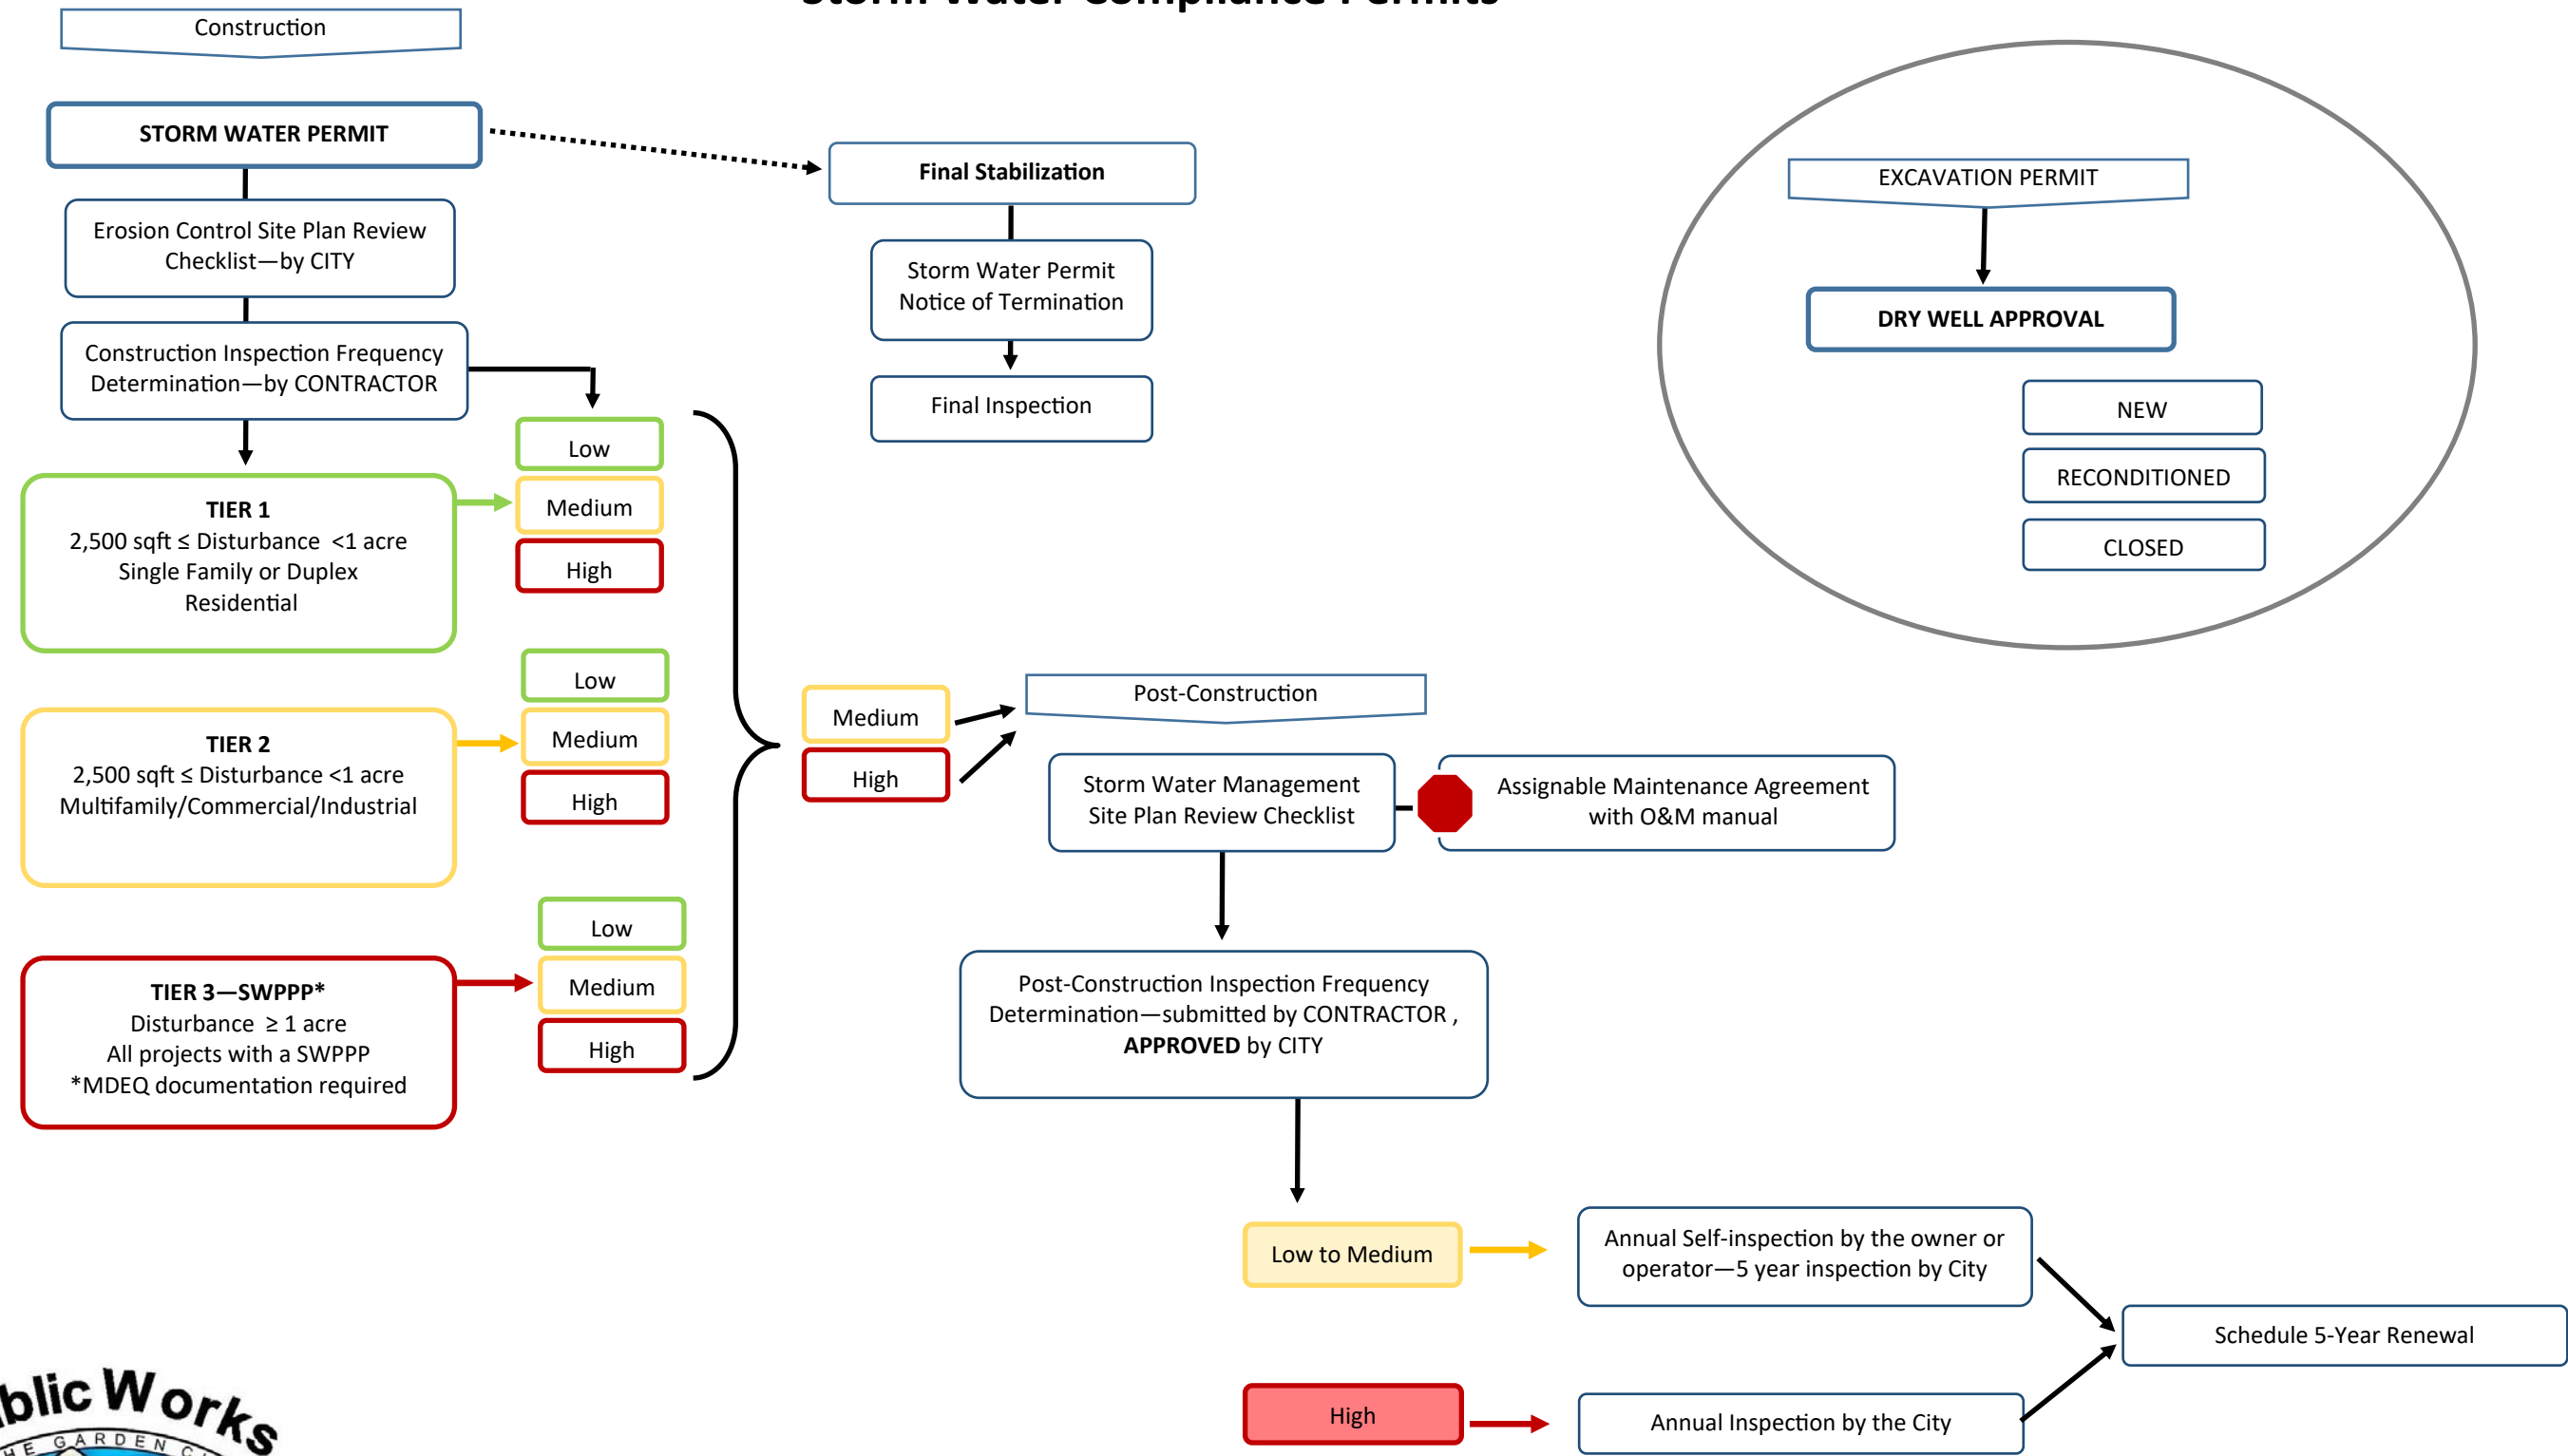 Storm Water Compliance Permits
Construction
STORM WATER PERMIT
Erosion Control Site Plan Review
Checklist—by CITY
Construction Inspection Frequency
Determination—by CONTRACTOR
Low
Medium
High
TIER 1
2,500 sqft ≤ Disturbance <1 acre
Single Family or Duplex
Residential
Low
Medium
High
TIER 2
2,500 sqft ≤ Disturbance <1 acre
Multifamily/Commercial/Industrial
Low
Medium
High
TIER 3—SWPPP*
Disturbance ≥ 1 acre
All projects with a SWPPP
*MDEQ documentation required
Final Stabilization
Storm Water Permit
Notice of Termination
Final Inspection
EXCAVATION PERMIT
DRY WELL APPROVAL
NEW
RECONDITIONED
CLOSED
Medium
High
Post-Construction
Storm Water Management
Site Plan Review Checklist
Assignable Maintenance Agreement
with O&M manual
Post-Construction Inspection Frequency
Determination—submitted by CONTRACTOR ,
APPROVED by CITY
Low to Medium
Annual Self-inspection by the owner or
operator—5 year inspection by City
High
Annual Inspection by the City
Schedule 5-Year Renewal
blic Works
HE GARDEN C